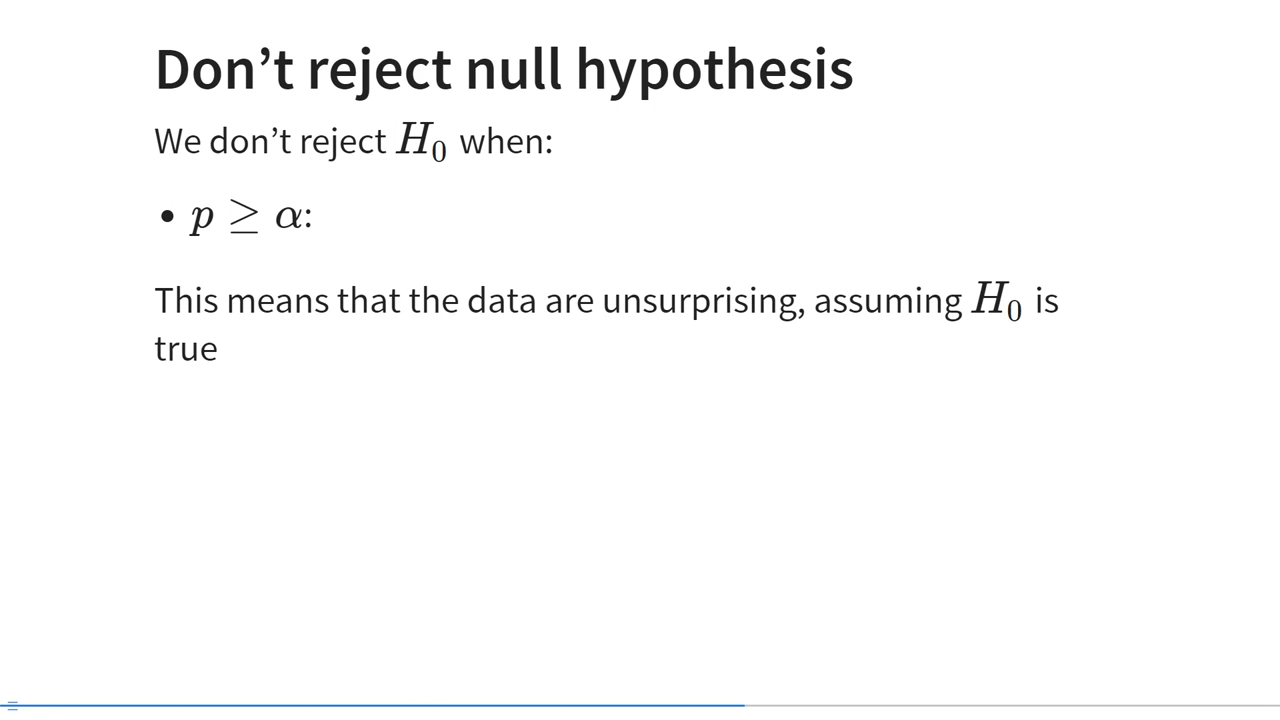 Don’t reject null hypothesis
We don’t reject H₀ when:
• p ≥ α:
This means that the data are unsurprising, assuming H₀ is
true